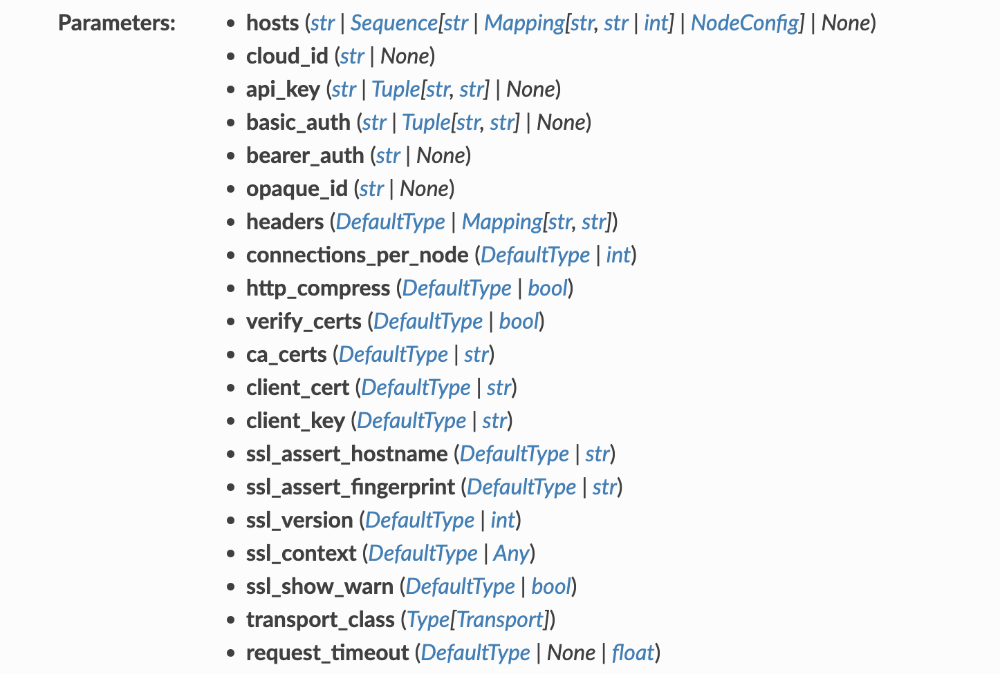 Parameters:
• hosts (str | Sequence[str | Mapping[str, str | int] | NodeConfig] | None)
• cloud_id (str | None)
• api_key (str | Tuple[str, str] | None)
• basic_auth (str | Tuple[str, str] | None)
• bearer_auth (str | None)
• opaque_id (str | None)
• headers (DefaultType | Mapping[str, str])
• connections_per_node (DefaultType | int)
• http_compress (DefaultType | bool)
• verify_certs (DefaultType | bool)
• ca_certs (DefaultType | str)
• client_cert (DefaultType | str)
• client_key (DefaultType | str)
• ssl_assert_hostname (DefaultType | str)
• ssl_assert_fingerprint (DefaultType | str)
• ssl_version (DefaultType | int)
• ssl_context (DefaultType | Any)
• ssl_show_warn (DefaultType | bool)
• transport_class (Type[Transport])
• request_timeout (DefaultType | None | float)